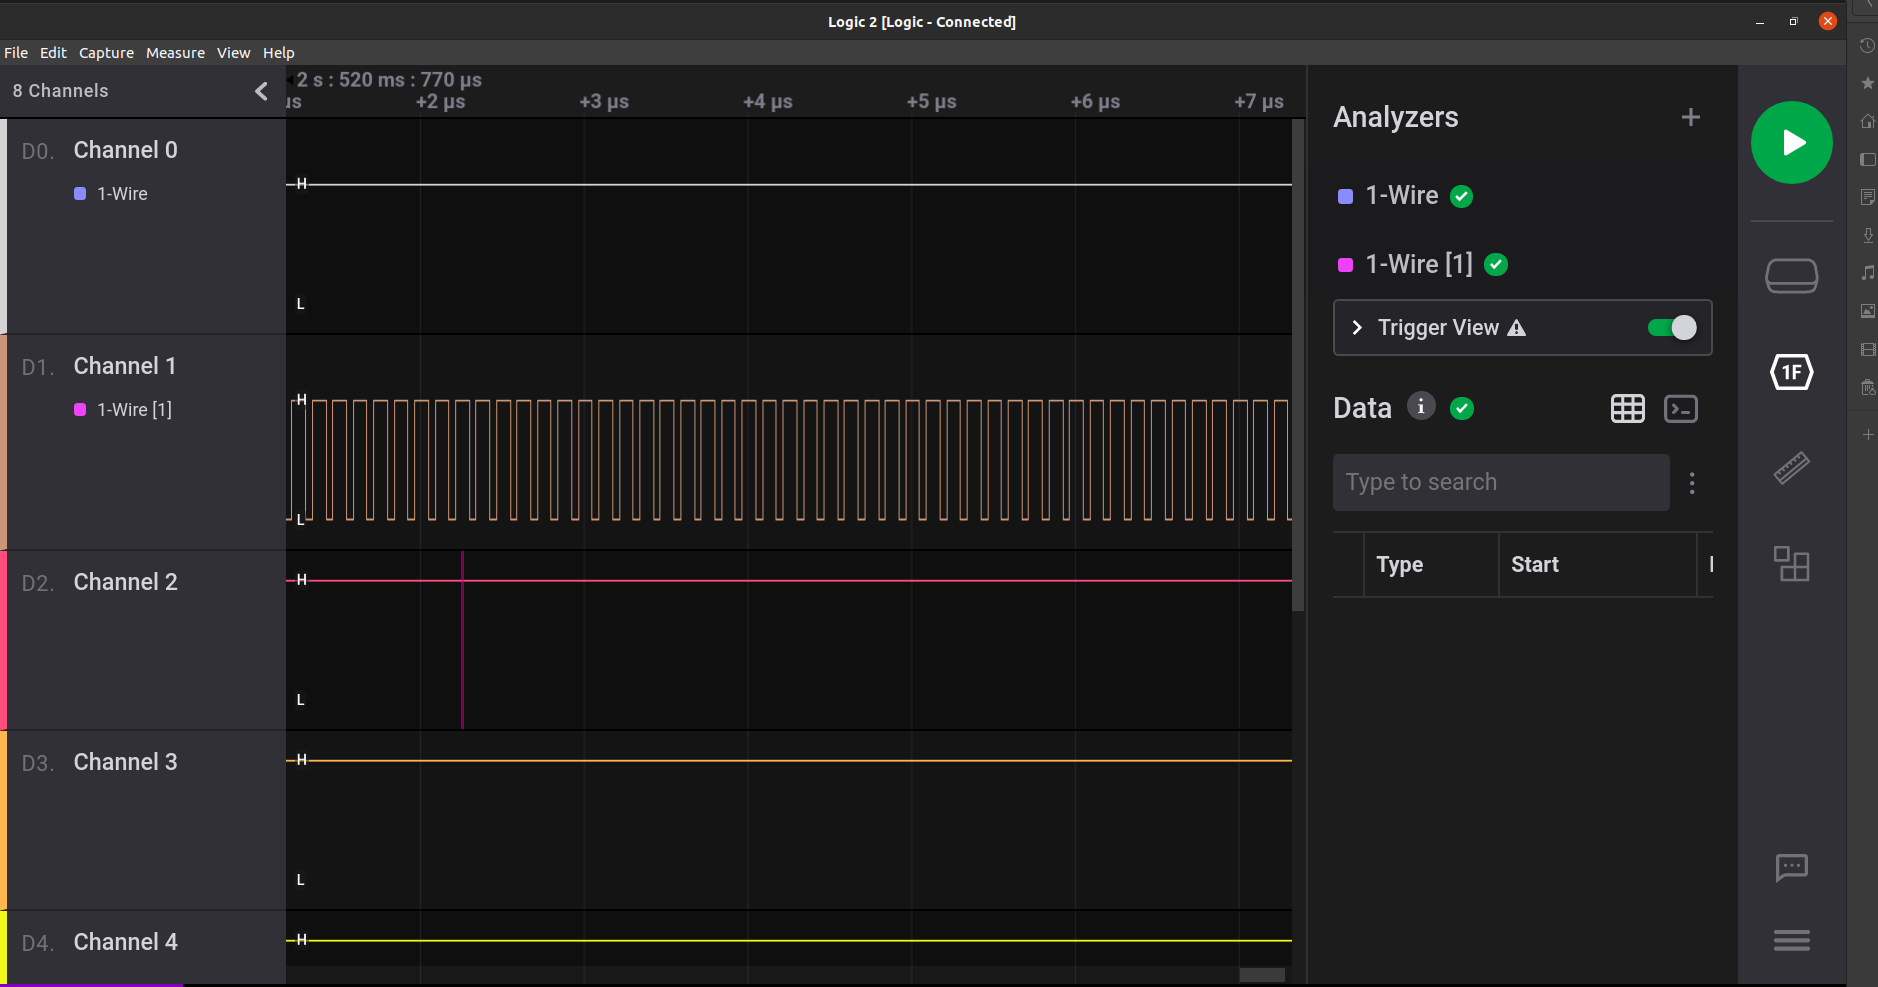 Logic 2 [Logic - Connected]
File Edit Capture Measure View Help
8 Channels
2 s : 520 ms : 770 µs
µs +2 µs +3 µs +4 µs +5 µs +6 µs +7 µs
D0. Channel 0
1-Wire
H
L
D1. Channel 1
1-Wire [1]
H
L
D2. Channel 2
H
L
D3. Channel 3
H
L
D4. Channel 4
H
Analyzers
1-Wire
1-Wire [1]
Trigger View
Data
Type to search
Type Start
1F